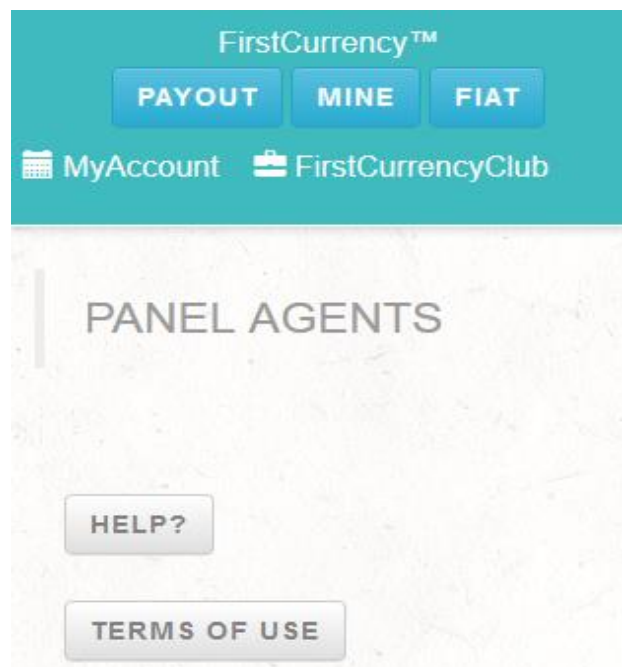 FirstCurrency™
PAYOUT MINE FIAT
MyAccount FirstCurrencyClub
PANEL AGENTS
HELP?
TERMS OF USE